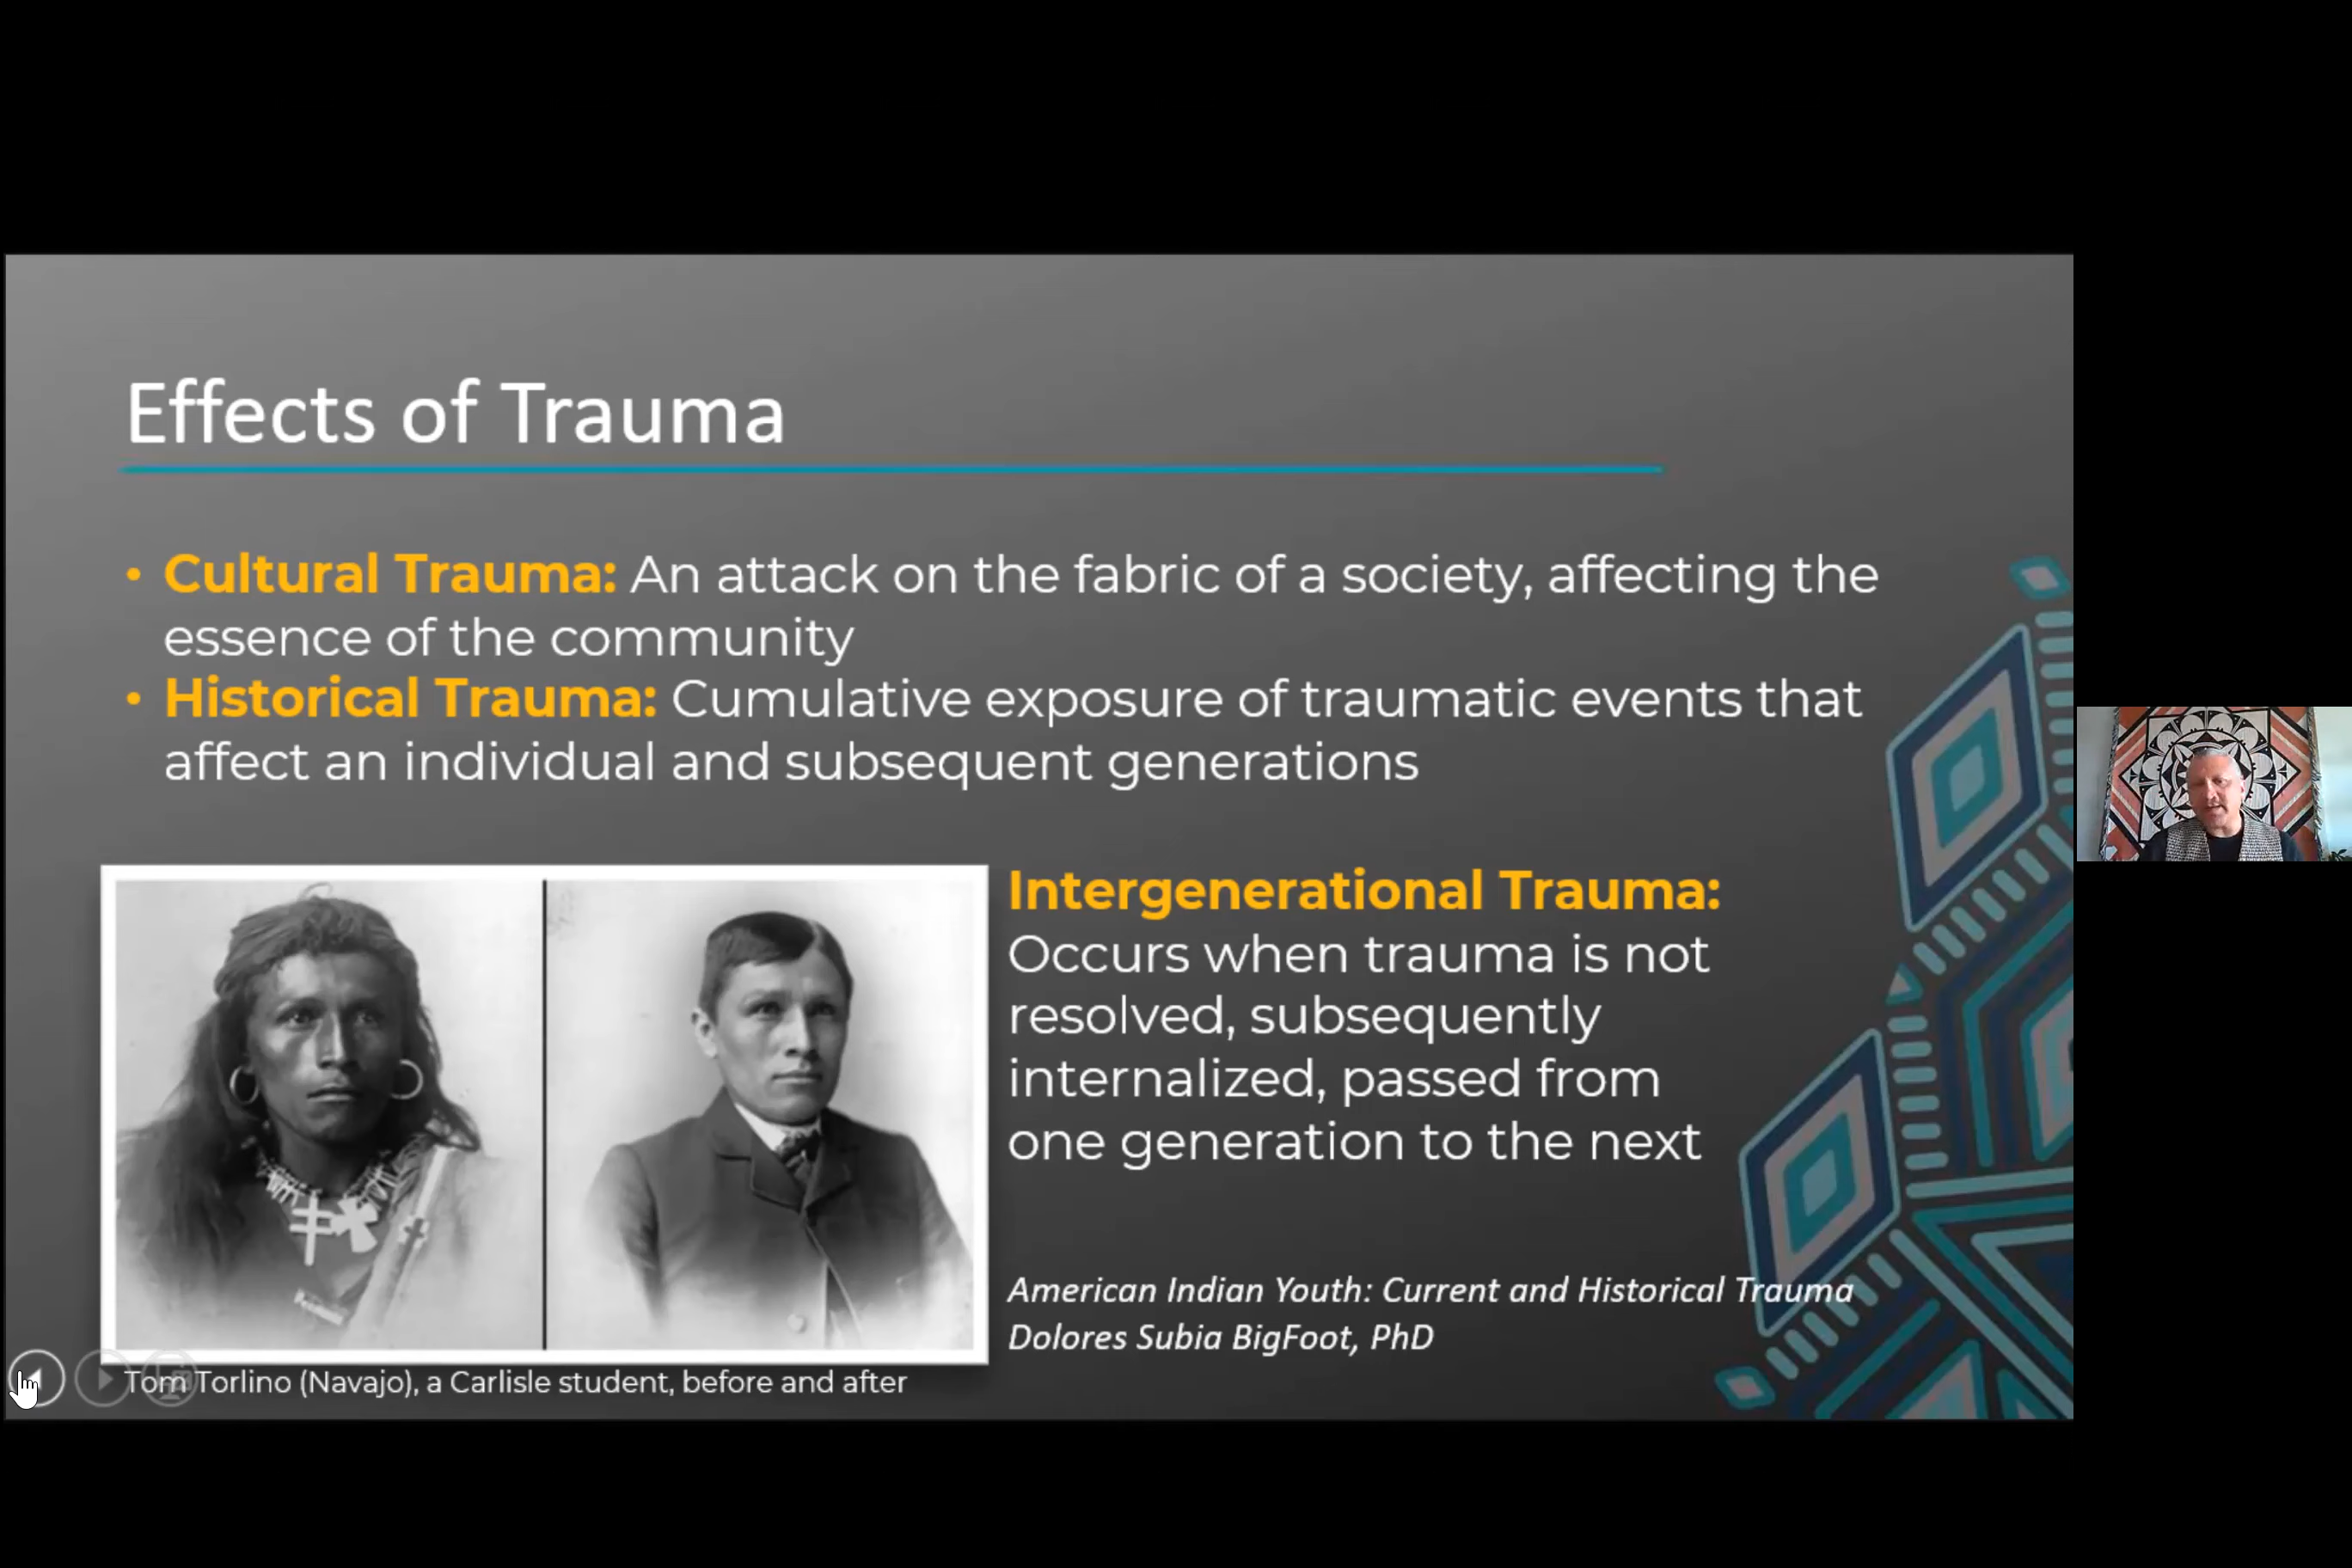 Effects of Trauma
• Cultural Trauma: An attack on the fabric of a society, affecting the
essence of the community
• Historical Trauma: Cumulative exposure of traumatic events that
affect an individual and subsequent generations
Intergenerational Trauma:
Occurs when trauma is not
resolved, subsequently
internalized, passed from
one generation to the next
American Indian Youth: Current and Historical Trauma
Dolores Subia BigFoot, PhD
Tom Torlino (Navajo), a Carlisle student, before and after